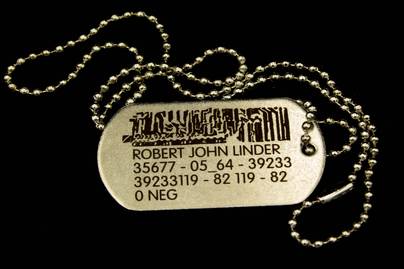 ROBERT JOHN LINDER
35677 - 05_64 - 39233
39233119 - 82 119 - 82
0 NEG